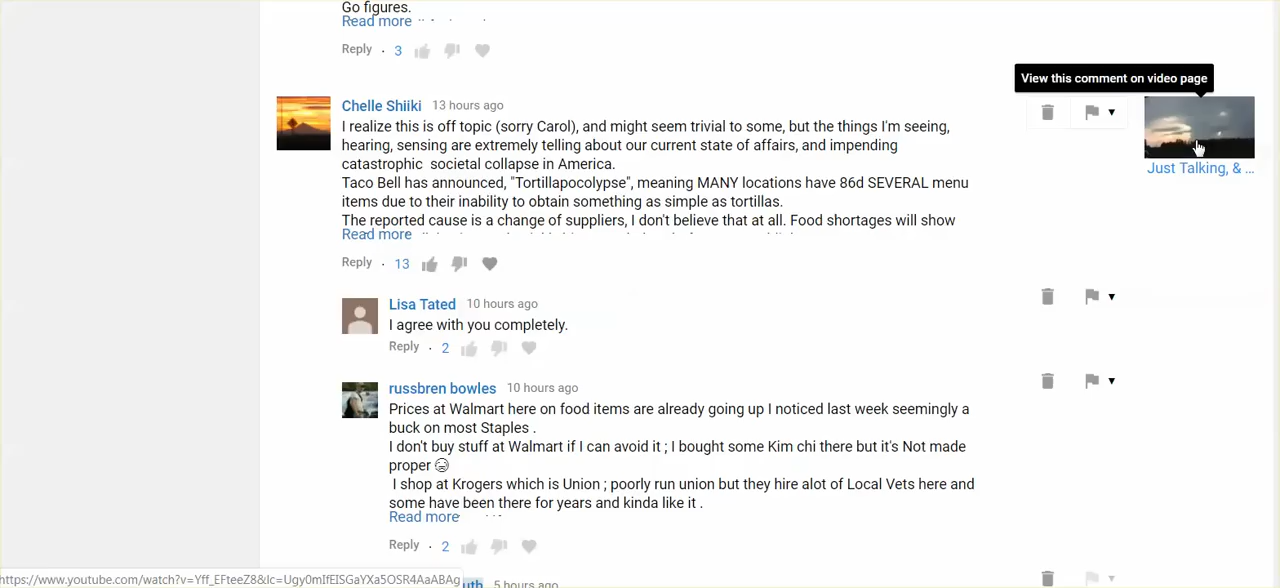 Go figures.
Read more
Reply · 3
View this comment on video page
Chelle Shiiki 13 hours ago
I realize this is off topic (sorry Carol), and might seem trivial to some, but the things I'm seeing,
hearing, sensing are extremely telling about our current state of affairs, and impending
catastrophic societal collapse in America.
Taco Bell has announced, "Tortillapocolypse", meaning MANY locations have 86d SEVERAL menu
items due to their inability to obtain something as simple as tortillas.
The reported cause is a change of suppliers, I don't believe that at all. Food shortages will show
Read more
Just Talking, & ...
Reply · 13
Lisa Tated 10 hours ago
I agree with you completely.
Reply · 2
russbren bowles 10 hours ago
Prices at Walmart here on food items are already going up I noticed last week seemingly a
buck on most Staples .
I don't buy stuff at Walmart if I can avoid it ; I bought some Kim chi there but it's Not made
proper 😪
I shop at Krogers which is Union ; poorly run union but they hire alot of Local Vets here and
some have been there for years and kinda like it .
Read more
Reply · 2
https://www.youtube.com/watch?v=Yff_EFteeZ8&lc=Ugy0mIfEISGaYXa5OSR4AaABAg
uth 5 hours ago